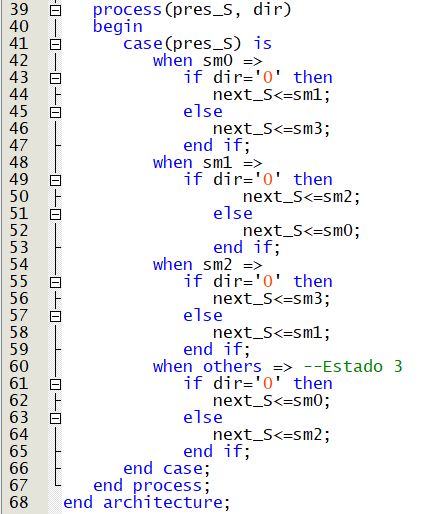 39 process(pres_S, dir)
40 begin
41 case(pres_S) is
42 when sm0 =>
43 if dir='0' then
44 next_S<=sm1;
45 else
46 next_S<=sm3;
47 end if;
48 when sm1 =>
49 if dir='0' then
50 next_S<=sm2;
51 else
52 next_S<=sm0;
53 end if;
54 when sm2 =>
55 if dir='0' then
56 next_S<=sm3;
57 else
58 next_S<=sm1;
59 end if;
60 when others => --Estado 3
61 if dir='0' then
62 next_S<=sm0;
63 else
64 next_S<=sm2;
65 end if;
66 end case;
67 end process;
68 end architecture;